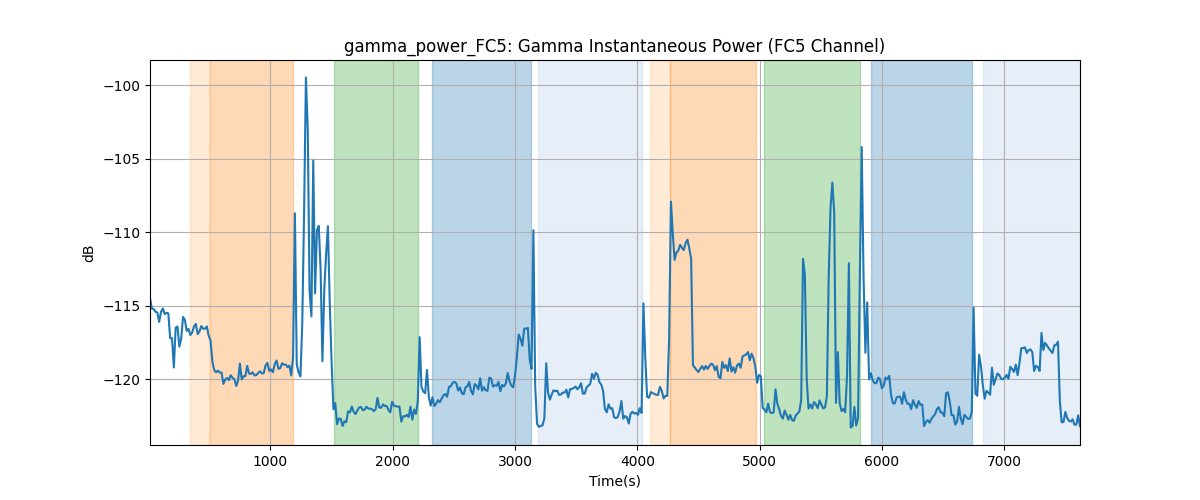 gamma_power_FC5: Gamma Instantaneous Power (FC5 Channel)
−100
−105
−110
−115
−120
dB
1000 2000 3000 4000 5000 6000 7000
Time(s)